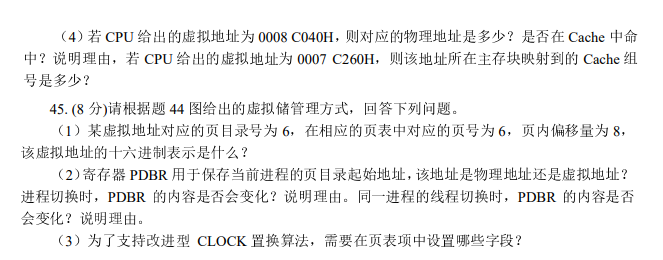 （4）若 CPU 给出的虚拟地址为 0008 C040H，则对应的物理地址是多少？是否在 Cache 中命
中？说明理由，若 CPU 给出的虚拟地址为 0007 C260H，则该地址所在主存块映射到的 Cache 组
号是多少？
45. (8 分)请根据题 44 图给出的虚拟储管理方式，回答下列问题。
（1）某虚拟地址对应的页目录号为 6，在相应的页表中对应的页号为 6，页内偏移量为 8，
该虚拟地址的十六进制表示是什么？
（2）寄存器 PDBR 用于保存当前进程的页目录起始地址，该地址是物理地址还是虚拟地址？
进程切换时，PDBR 的内容是否会变化？说明理由。同一进程的线程切换时，PDBR 的内容是否
会变化？说明理由。
（3）为了支持改进型 CLOCK 置换算法，需要在页表项中设置哪些字段？